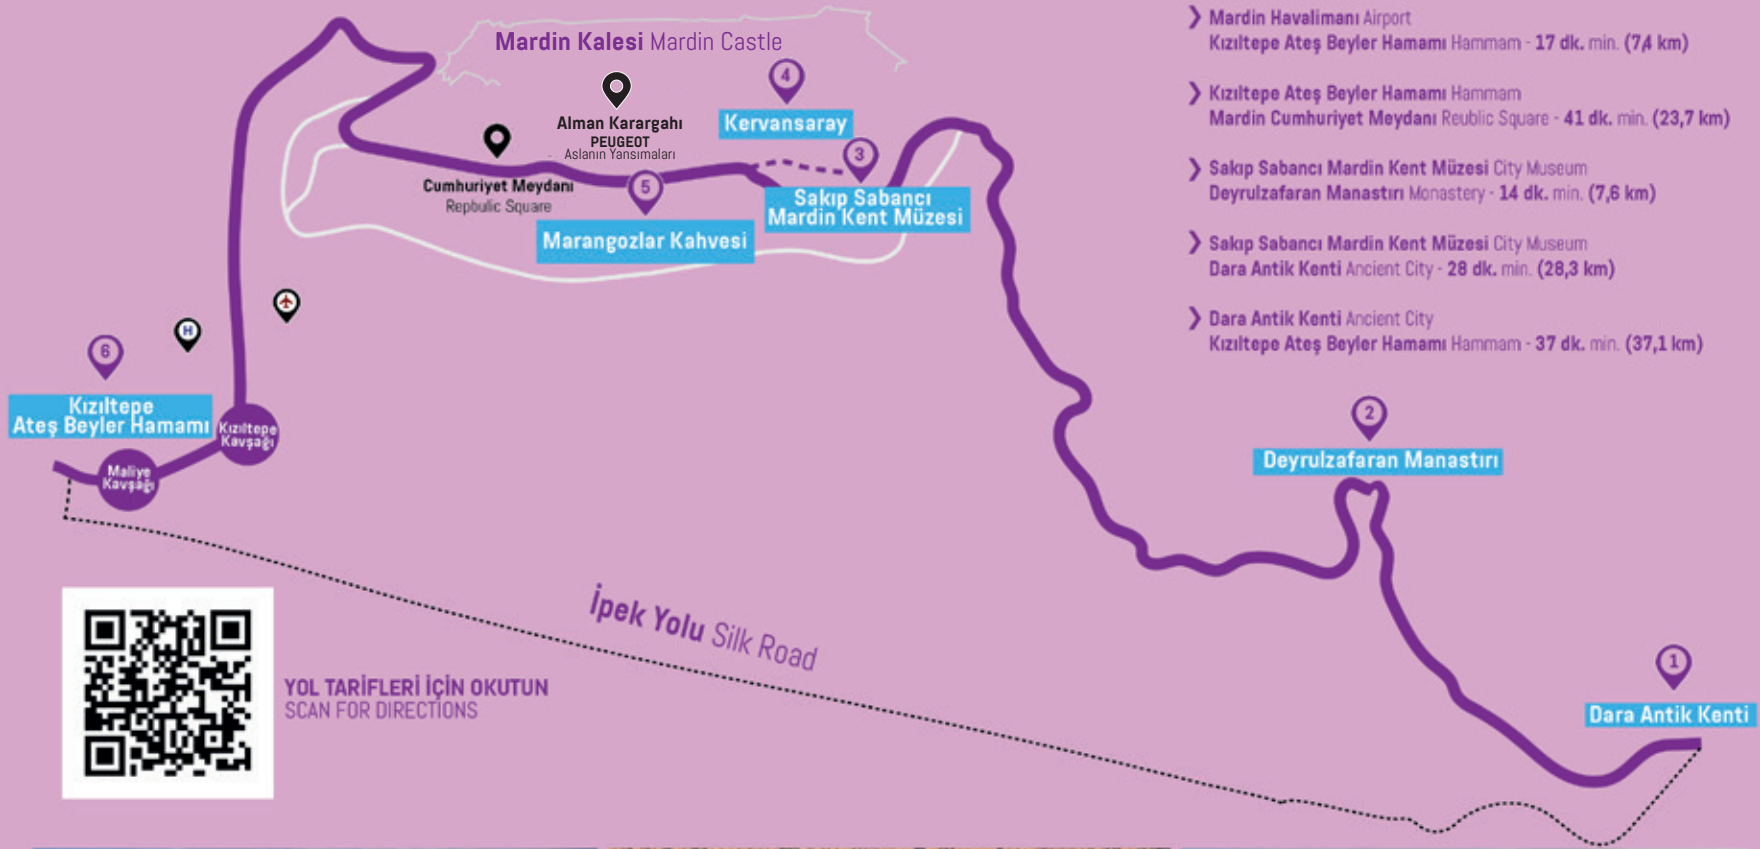 Mardin Kalesi Mardin Castle
4
Kervansaray
Alman Karargahı
PEUGEOT
Aslanın Yansımaları
3
Sakıp Sabancı
Mardin Kent Müzesi
Cumhuriyet Meydanı
Repbulic Square
5
Marangozlar Kahvesi
❯ Mardin Havalimanı Airport
Kızıltepe Ateş Beyler Hamamı Hammam - 17 dk. min. (7,4 km)
❯ Kızıltepe Ateş Beyler Hamamı Hammam
Mardin Cumhuriyet Meydanı Reublic Square - 41 dk. min. (23,7 km)
❯ Sakıp Sabancı Mardin Kent Müzesi City Museum
Deyrulzafaran Manastırı Monastery - 14 dk. min. (7,6 km)
❯ Sakıp Sabancı Mardin Kent Müzesi City Museum
Dara Antik Kenti Ancient City - 28 dk. min. (28,3 km)
❯ Dara Antik Kenti Ancient City
Kızıltepe Ateş Beyler Hamamı Hammam - 37 dk. min. (37,1 km)
H
6
Kızıltepe
Ateş Beyler Hamamı
Kızıltepe
Kavşağı
Maliye
Kavşağı
2
Deyrulzafaran Manastırı
İpek Yolu Silk Road
1
Dara Antik Kenti
YOL TARİFLERİ İÇİN OKUTUN
SCAN FOR DIRECTIONS